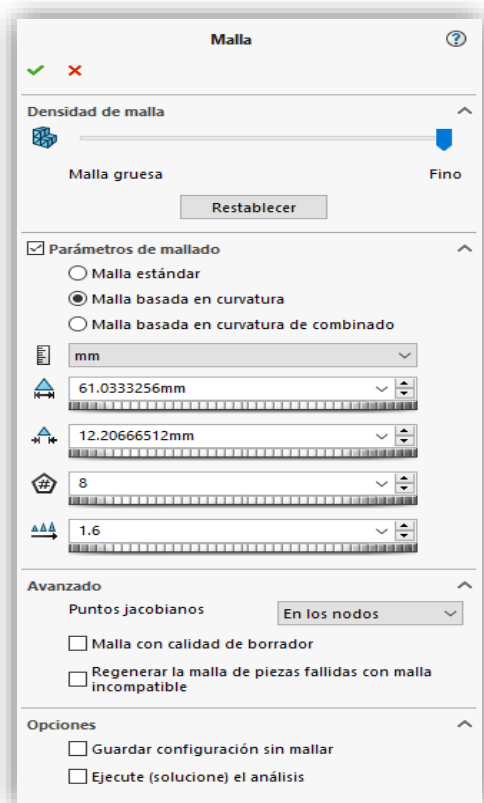 Malla
?
Densidad de malla
Malla gruesa Fino
Restablecer
Parámetros de mallado
Malla estándar
Malla basada en curvatura
Malla basada en curvatura de combinado
mm
61.0333256mm
12.20666512mm
# 8
1.6
Avanzado
Puntos jacobianos En los nodos
Malla con calidad de borrador
Regenerar la malla de piezas fallidas con malla
incompatible
Opciones
Guardar configuración sin mallar
Ejecute (solucione) el análisis